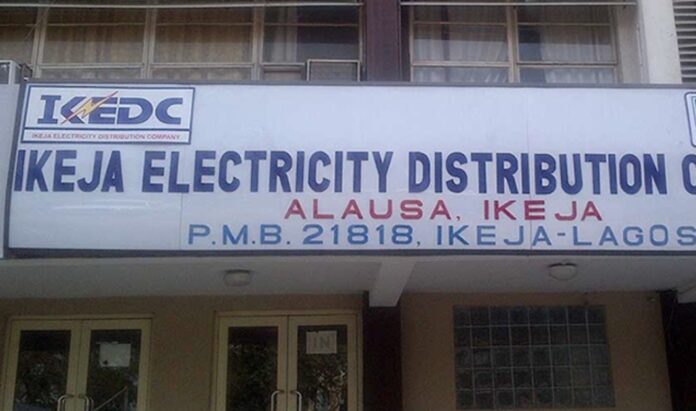 IKEDC
IKEJA ELECTRICITY DISTRIBUTION COMPANY
IKEJA ELECTRICITY DISTRIBUTION C
ALAUSA, IKEJA
P.M.B. 21818, IKEJA-LAGOS
IN